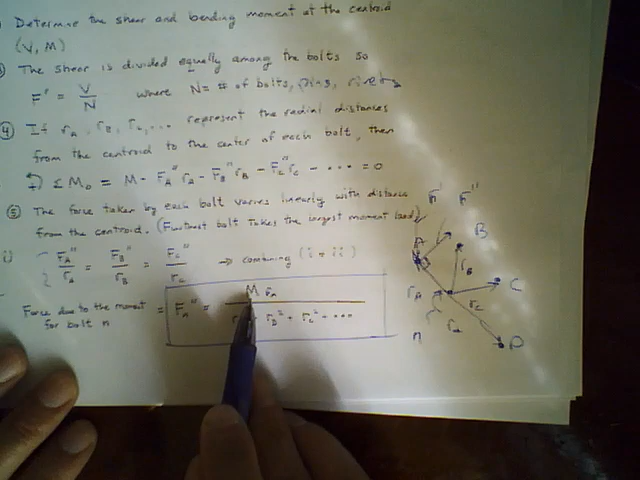 Determine the shear and bending moment at the centroid
(V, M)
The shear is divided equally among the bolts so
F' = V/N where N = # of bolts, pins, rivets
④ If rA, rB, rC, ... represent the radial distances
from the centroid to the center of each bolt, then
↰ ΣMo = M - FA'' rA - FB'' rB - FC'' rC - ... = 0
⑤ The force taken by each bolt varies linearly with distance
from the centroid. (Furthest bolt takes the largest moment load)
FA''/rA = FB''/rB = FC''/rC → combining (i + ii)
Force due to the moment
for bolt n
= Fn'' = M rn / + rB² + rC² + ...
F' F''
A
B
C
D
rA
rB
rC